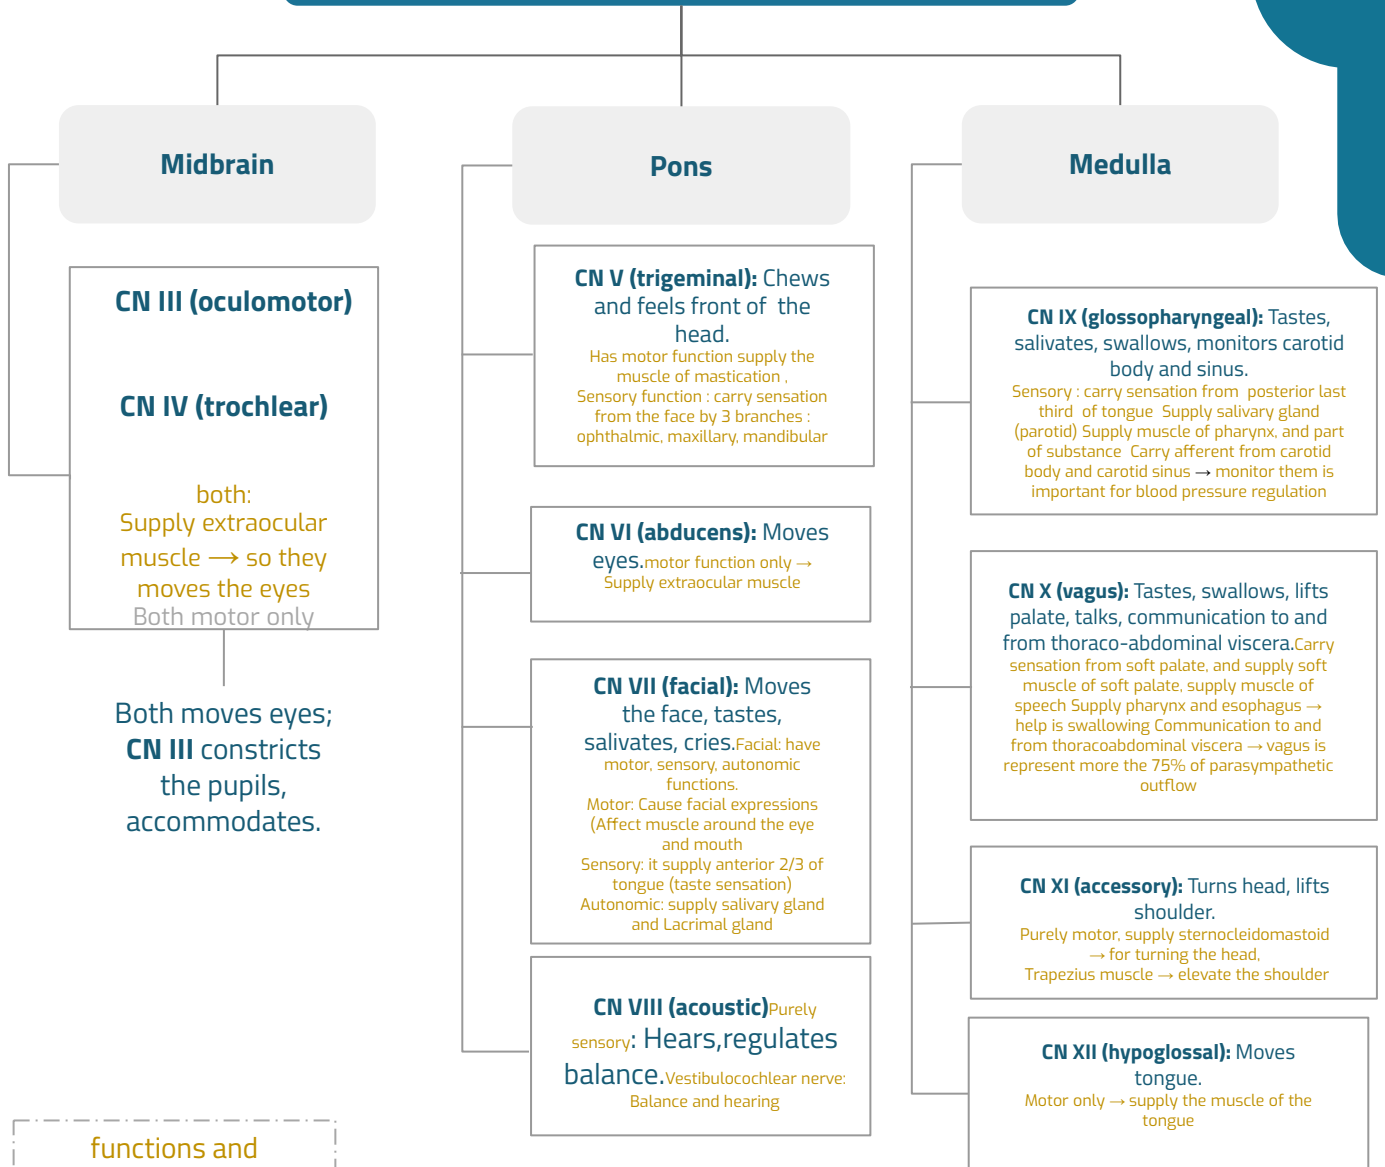 Midbrain
CN III (oculomotor)
CN IV (trochlear)
both:
Supply extraocular
muscle → so they
moves the eyes
Both motor only
Both moves eyes;
CN III constricts
the pupils,
accommodates.
functions and
Pons
CN V (trigeminal): Chews
and feels front of the
head.
Has motor function supply the
muscle of mastication ,
Sensory function : carry sensation
from the face by 3 branches :
ophthalmic, maxillary, mandibular
CN VI (abducens): Moves
eyes.motor function only →
Supply extraocular muscle
CN VII (facial): Moves
the face, tastes,
salivates, cries.Facial: have
motor, sensory, autonomic
functions.
Motor: Cause facial expressions
(Affect muscle around the eye
and mouth
Sensory: it supply anterior 2/3 of
tongue (taste sensation)
Autonomic: supply salivary gland
and Lacrimal gland
CN VIII (acoustic)Purely
sensory: Hears,regulates
balance.Vestibulocochlear nerve:
Balance and hearing
Medulla
CN IX (glossopharyngeal): Tastes,
salivates, swallows, monitors carotid
body and sinus.
Sensory : carry sensation from posterior last
third of tongue Supply salivary gland
(parotid) Supply muscle of pharynx, and part
of substance Carry afferent from carotid
body and carotid sinus → monitor them is
important for blood pressure regulation
CN X (vagus): Tastes, swallows, lifts
palate, talks, communication to and
from thoraco-abdominal viscera.Carry
sensation from soft palate, and supply soft
muscle of soft palate, supply muscle of
speech Supply pharynx and esophagus →
help is swallowing Communication to and
from thoracoabdominal viscera → vagus is
represent more the 75% of parasympathetic
outflow
CN XI (accessory): Turns head, lifts
shoulder.
Purely motor, supply sternocleidomastoid
→ for turning the head,
Trapezius muscle → elevate the shoulder
CN XII (hypoglossal): Moves
tongue.
Motor only → supply the muscle of the
tongue